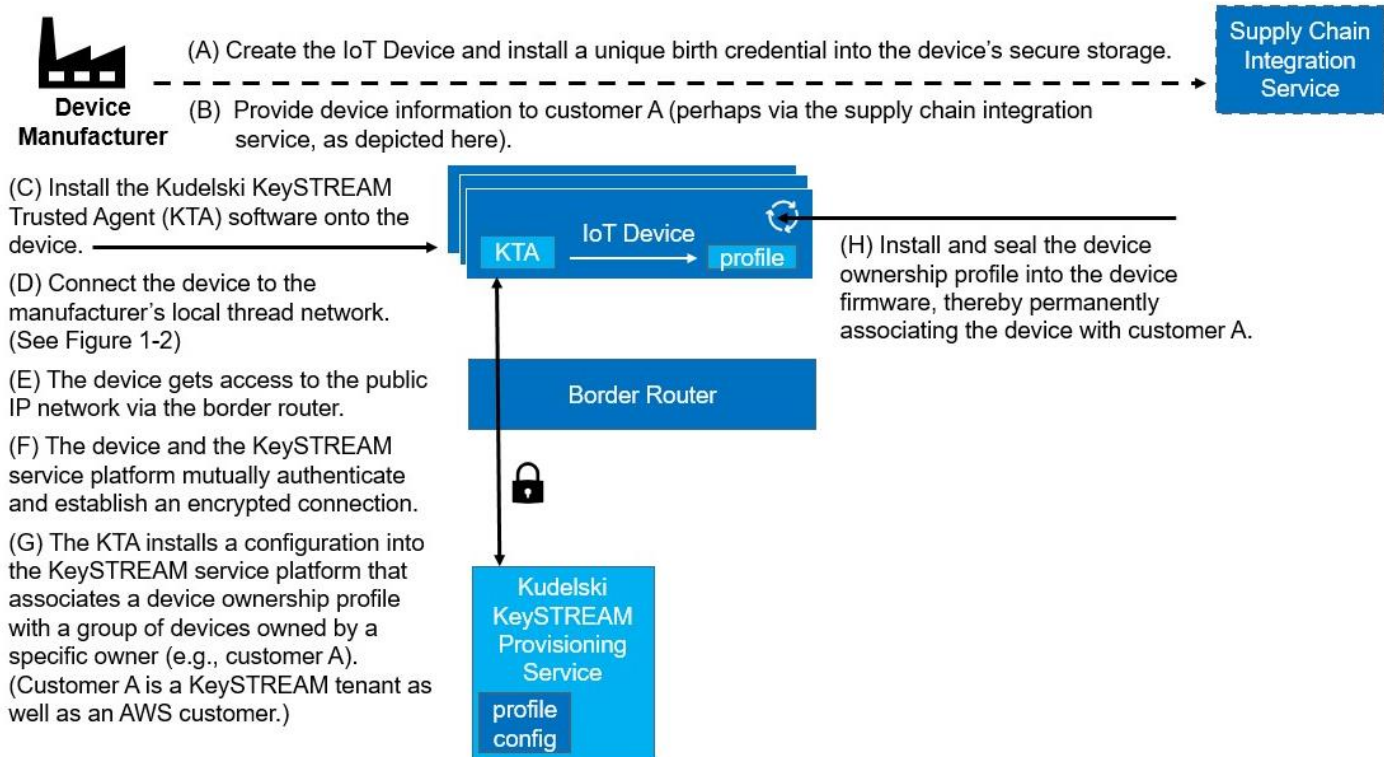 (A) Create the IoT Device and install a unique birth credential into the device's secure storage.
Supply Chain
Integration
Service
Device
Manufacturer
(B) Provide device information to customer A (perhaps via the supply chain integration
service, as depicted here).
(C) Install the Kudelski KeySTREAM
Trusted Agent (KTA) software onto the
device.
IoT Device
KTA
profile
(H) Install and seal the device
ownership profile into the device
firmware, thereby permanently
associating the device with customer A.
(D) Connect the device to the
manufacturer's local thread network.
(See Figure 1-2)
(E) The device gets access to the public
IP network via the border router.
Border Router
(F) The device and the KeySTREAM
service platform mutually authenticate
and establish an encrypted connection.
(G) The KTA installs a configuration into
the KeySTREAM service platform that
associates a device ownership profile
with a group of devices owned by a
specific owner (e.g., customer A).
(Customer A is a KeySTREAM tenant as
well as an AWS customer.)
Kudelski
KeySTREAM
Provisioning
Service
profile
config